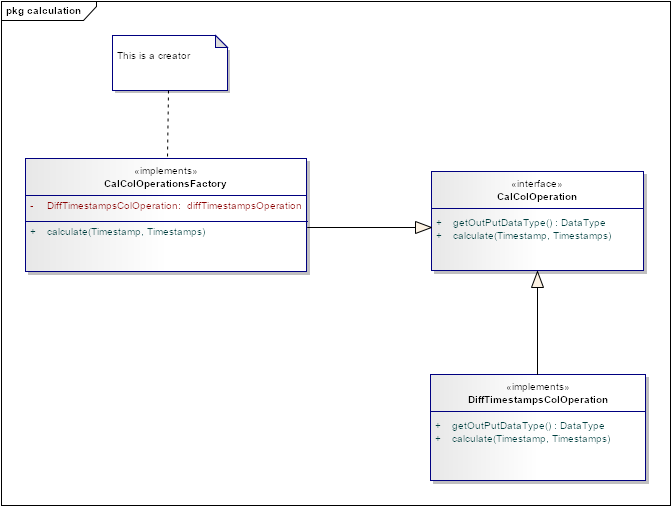 pkg calculation
This is a creator
«implements»
CalColOperationsFactory
- DiffTimestampsColOperation: diffTimestampsOperation
+ calculate(Timestamp, Timestamps)
«interface»
CalColOperation
+ getOutPutDataType() : DataType
+ calculate(Timestamp, Timestamps)
«implements»
DiffTimestampsColOperation
+ getOutPutDataType() : DataType
+ calculate(Timestamp, Timestamps)